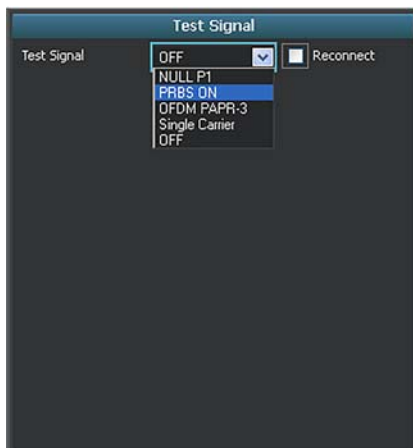 Test Signal
Test Signal OFF Reconnect
NULL P1
PRBS ON
OFDM PAPR-3
Single Carrier
OFF